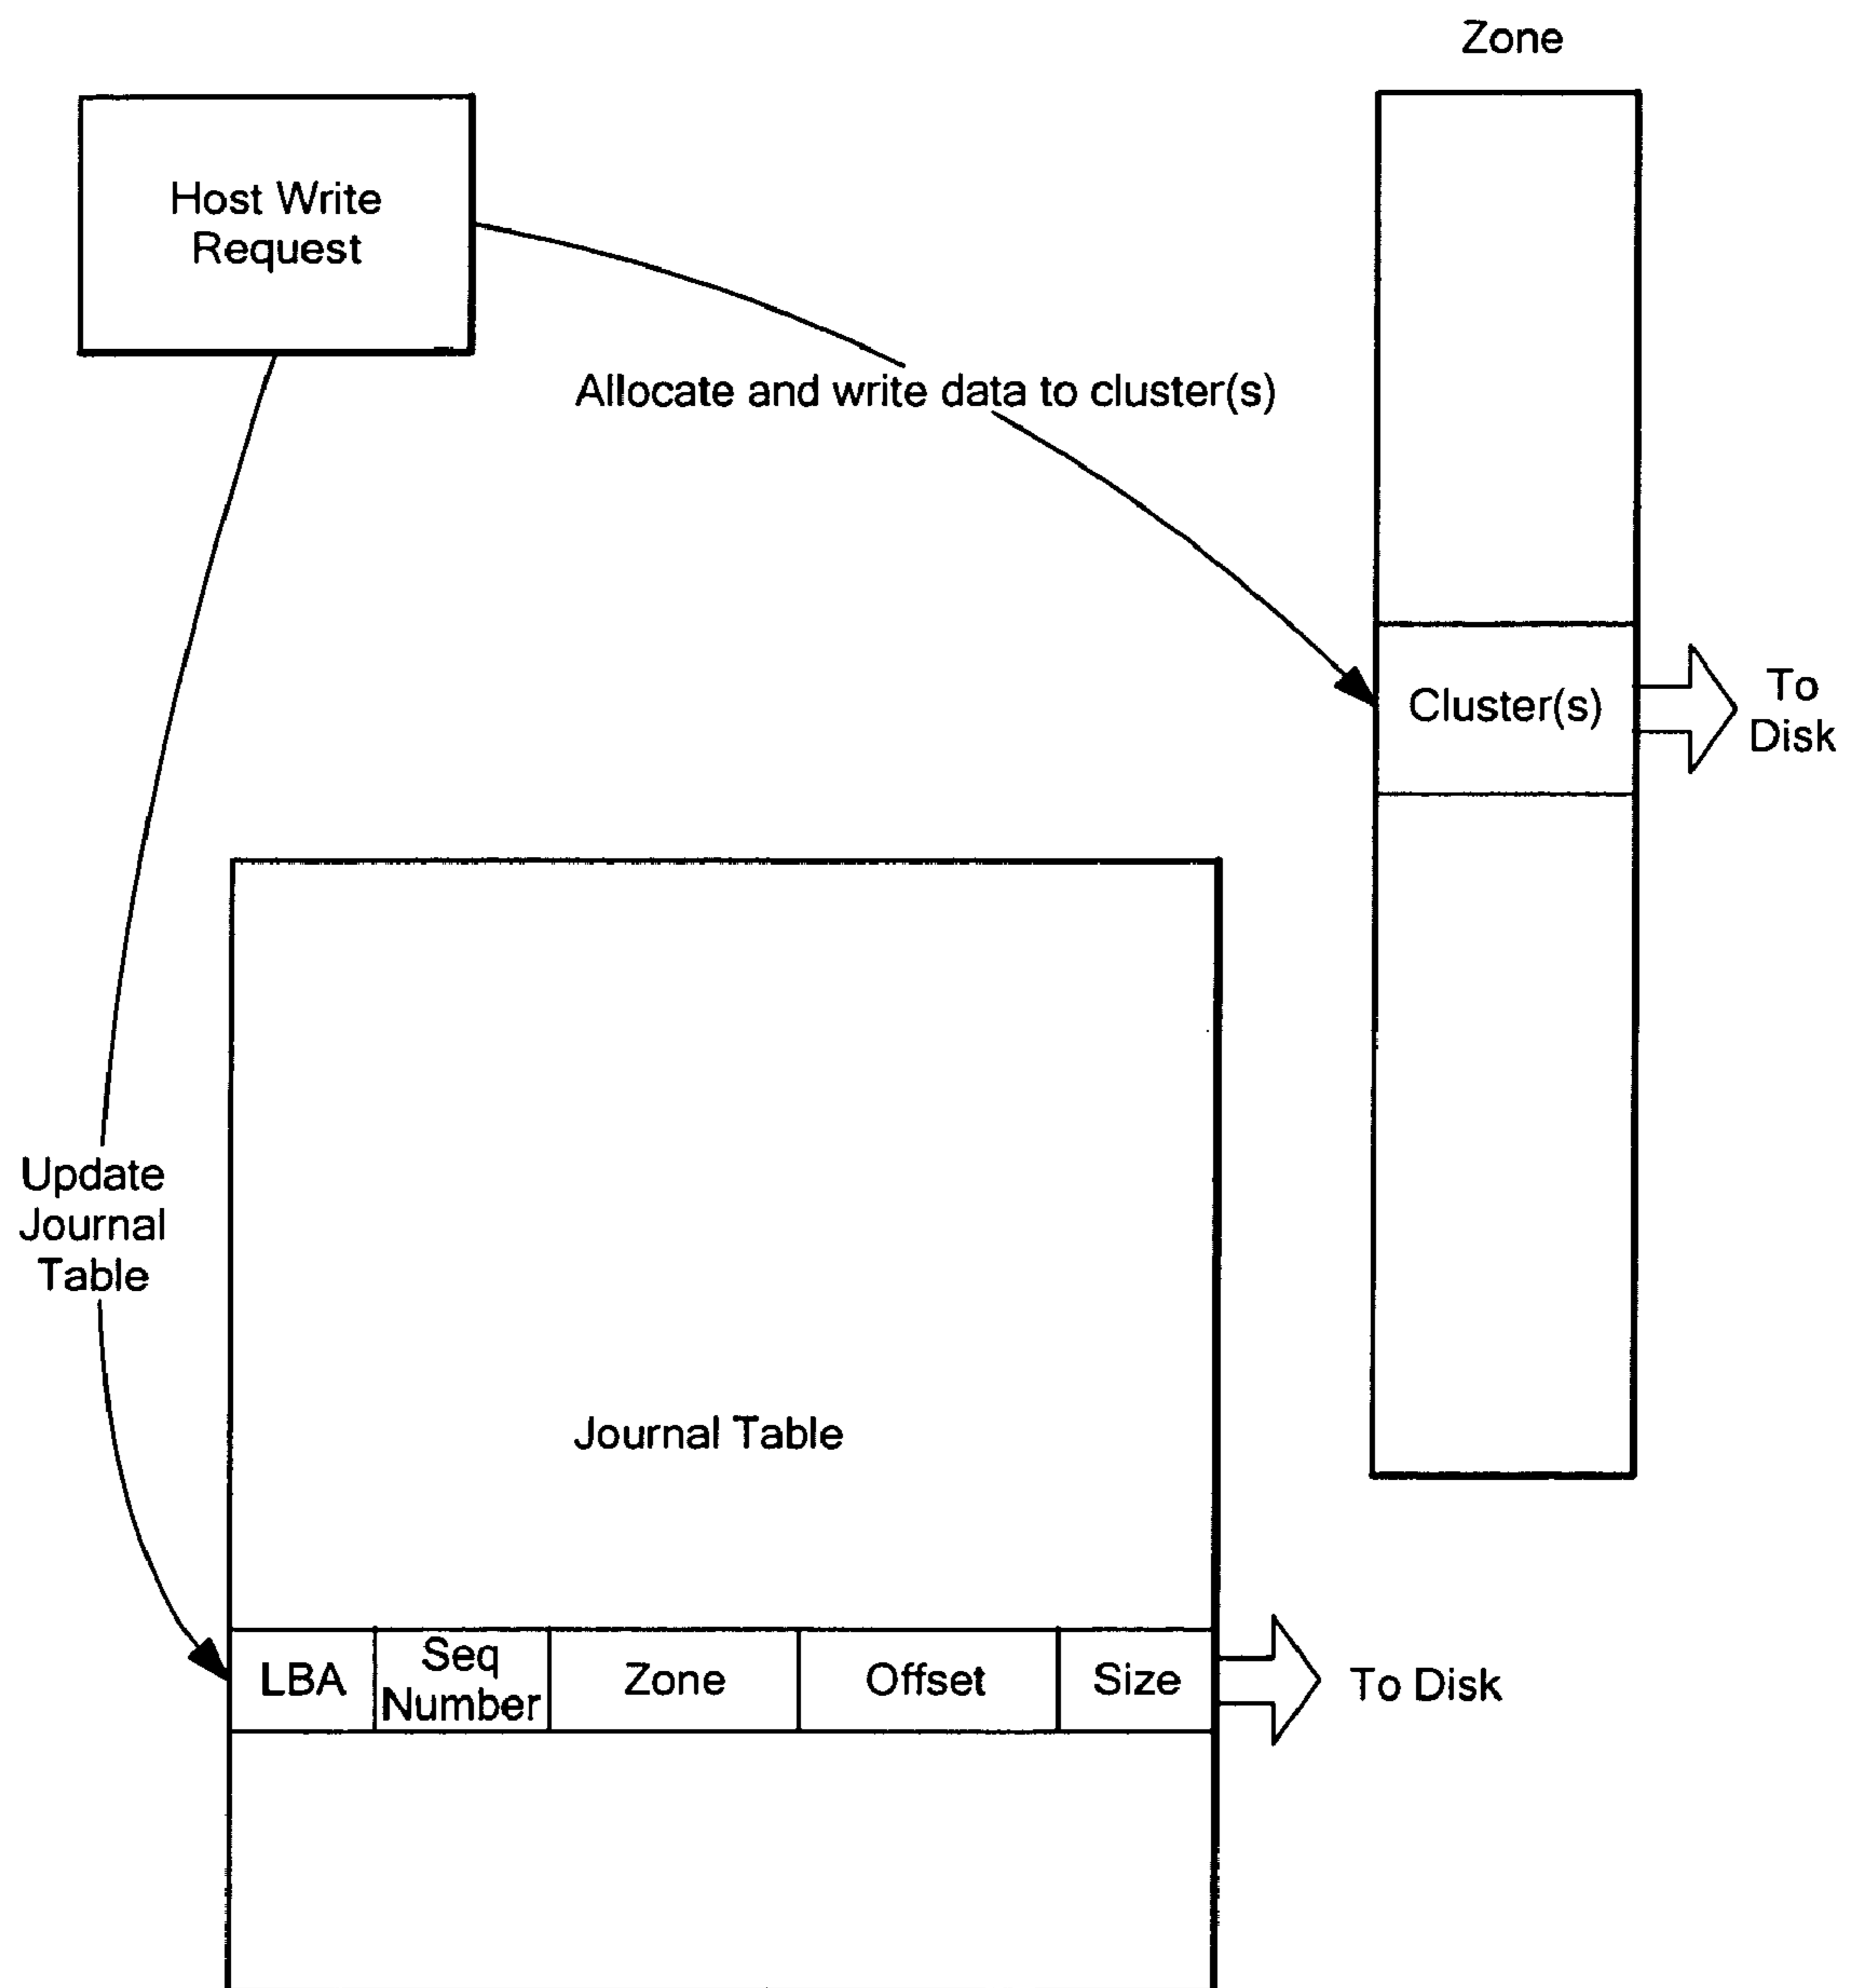 Zone
Host Write
Request
Allocate and write data to cluster(s)
Cluster(s)
To
Disk
Update
Journal
Table
Journal Table
LBA
Seq
Number
Zone
Offset
Size
To Disk